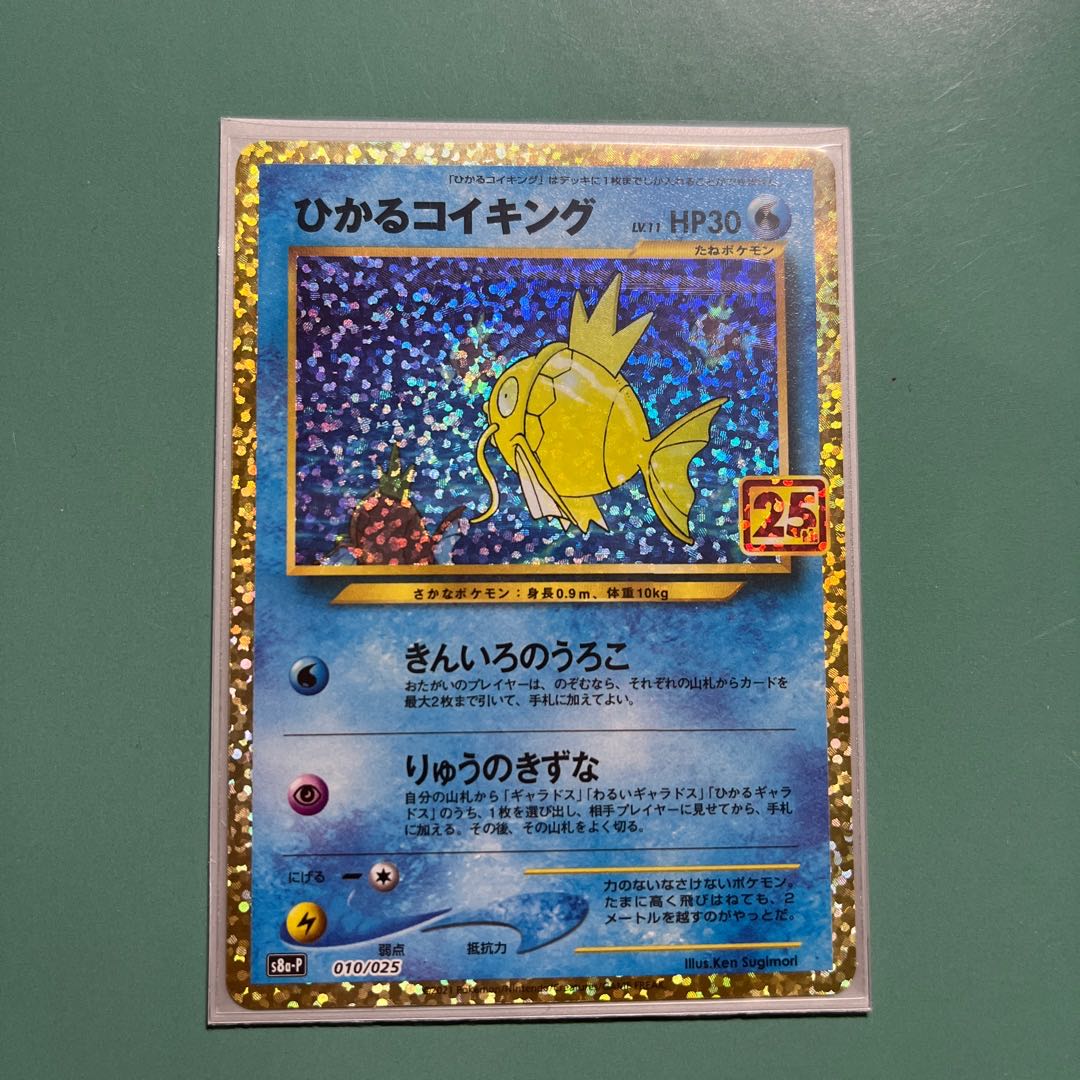 「ひかるコイキング」はデッキに1枚までしか入れることができません。
ひかるコイキング LV.11 HP30
たねポケモン
25th
さかなポケモン：身長0.9m、体重10kg
きんいろのうろこ
おたがいのプレイヤーは、のぞむなら、それぞれの山札からカードを
最大2枚まで引いて、手札に加えてよい。
りゅうのきずな
自分の山札から「ギャラドス」「わるいギャラドス」「ひかるギャラ
ドス」のうち、1枚を選び出し、相手プレイヤーに見せてから、手札
に加える。その後、その山札をよく切る。
にげる
力のないなさけないポケモン。
たまに高く飛びはねても、2
メートルを越すのがやっとだ。
弱点 抵抗力
Illus.Ken Sugimori
s8a-P 010/025
©2021 Pokémon/Nintendo/Creatures/GAME FREAK